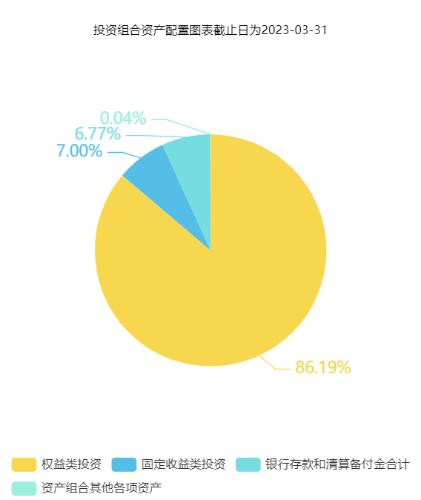 投资组合资产配置图表截止日为2023-03-31
0.04%
6.77%
7.00%
86.19%
权益类投资 固定收益类投资 银行存款和清算备付金合计
资产组合其他各项资产